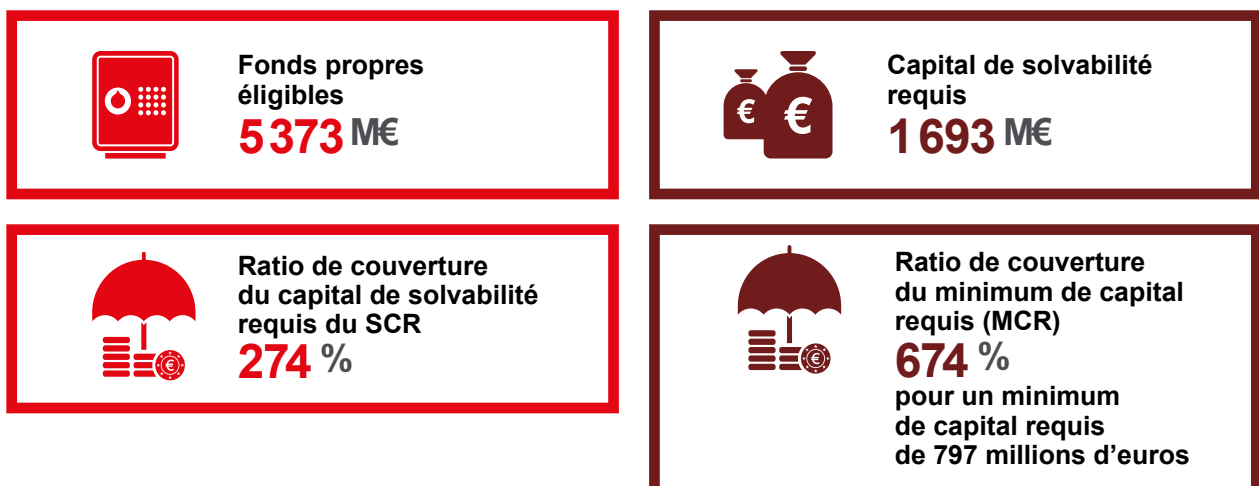 Fonds propres
éligibles
5 373 M€
Capital de solvabilité
requis
1 693 M€
€
€
Ratio de couverture
du capital de solvabilité
requis du SCR
274 %
€
Ratio de couverture
du minimum de capital
requis (MCR)
674 %
pour un minimum
de capital requis
de 797 millions d’euros
€